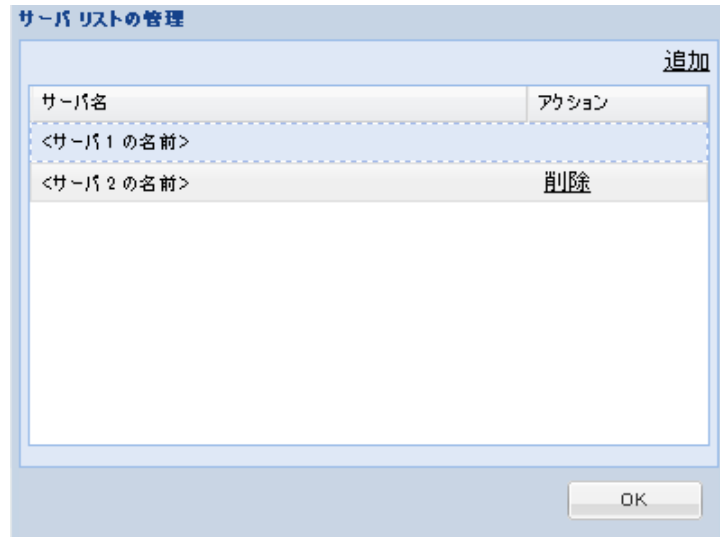 サーバ リストの管理
追加
サーバ名 アクション
<サーバ 1 の名前>
<サーバ 2 の名前> 削除
OK